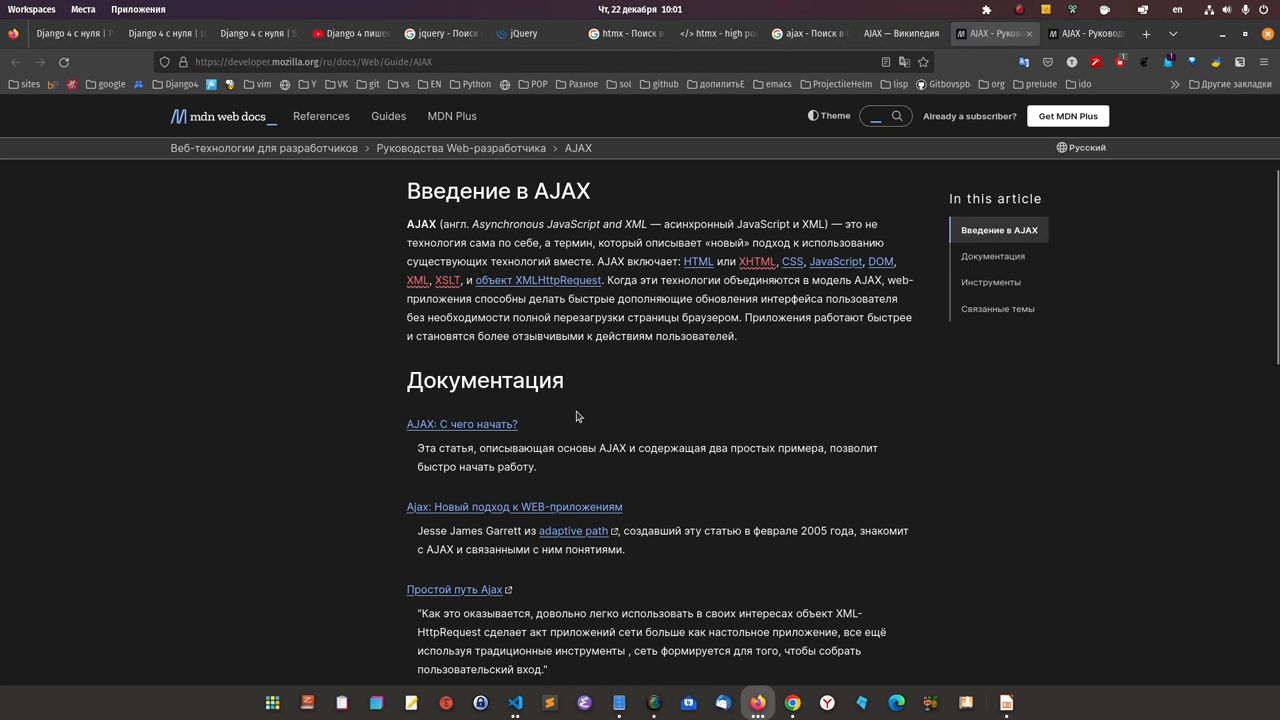 Workspaces Места Приложения Чт, 22 декабря 10:01 en
Django 4 с нуля | Django 4 с нуля | Django 4 с нуля | Django 4 пишем jquery - Поиск jQuery htmx - Поиск в </> htmx - high po ajax - Поиск в AJAX — Википедия AJAX - Руково AJAX - Руковод
https://developer.mozilla.org/ru/docs/Web/Guide/AJAX
sites google Django4 vim Y VK git vs EN Python POP Разное sol github допилитьЕ emacs ProjectileHelm lisp Gitbovspb org prelude ido Другие закладки
mdn web docs_ References Guides MDN Plus Theme Already a subscriber? Get MDN Plus
Веб-технологии для разработчиков > Руководства Web-разработчика > AJAX Русский
Введение в AJAX
AJAX (англ. Asynchronous JavaScript and XML — асинхронный JavaScript и XML) — это не
технология сама по себе, а термин, который описывает «новый» подход к использованию
существующих технологий вместе. AJAX включает: HTML или XHTML, CSS, JavaScript, DOM,
XML, XSLT, и объект XMLHttpRequest. Когда эти технологии объединяются в модель AJAX, web-
приложения способны делать быстрые дополняющие обновления интерфейса пользователя
без необходимости полной перезагрузки страницы браузером. Приложения работают быстрее
и становятся более отзывчивыми к действиям пользователей.
Документация
AJAX: С чего начать?
Эта статья, описывающая основы AJAX и содержащая два простых примера, позволит
быстро начать работу.
Ajax: Новый подход к WEB-приложениям
Jesse James Garrett из adaptive path, создавший эту статью в феврале 2005 года, знакомит
с AJAX и связанными с ним понятиями.
Простой путь Ajax
"Как это оказывается, довольно легко использовать в своих интересах объект XML-
HttpRequest сделает акт приложений сети больше как настольное приложение, все ещё
используя традиционные инструменты , сеть формируется для того, чтобы собрать
пользовательский вход."
In this article
Введение в AJAX
Документация
Инструменты
Связанные темы